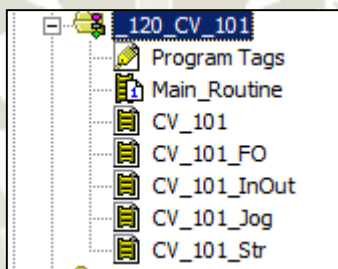 _120_CV_101
Program Tags
Main_Routine
CV_101
CV_101_FO
CV_101_InOut
CV_101_Jog
CV_101_Str